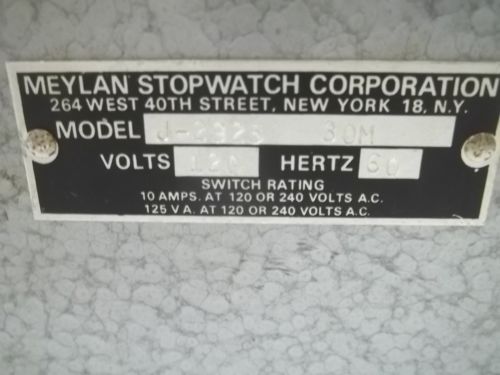 MEYLAN STOPWATCH CORPORATION
264 WEST 40TH STREET, NEW YORK 18, N.Y.
MODEL 30M
VOLTS 120 HERTZ 60
SWITCH RATING
10 AMPS. AT 120 OR 240 VOLTS A.C.
125 V A. AT 120 OR 240 VOLTS A.C.